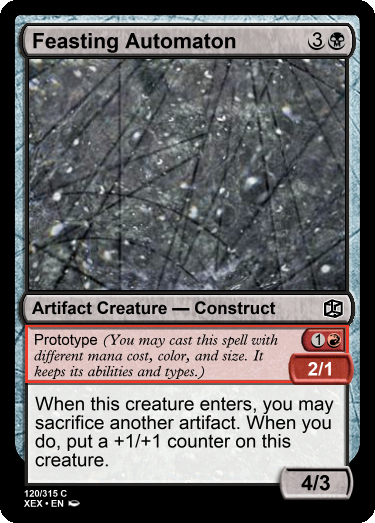 Feasting Automaton 3
Artifact Creature — Construct
Prototype (You may cast this spell with 1
different mana cost, color, and size. It
keeps its abilities and types.)
2/1
When this creature enters, you may
sacrifice another artifact. When you
do, put a +1/+1 counter on this
creature.
4/3
120/315 C
XEX • EN